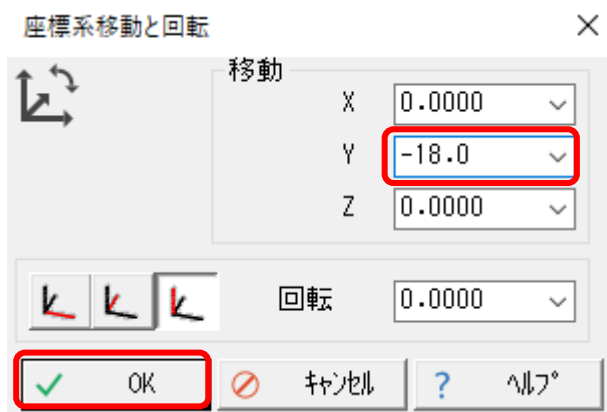 座標系移動と回転
移動
X 0.0000
Y -18.0
Z 0.0000
回転 0.0000
OK ｷｬﾝｾﾙ ? ﾍﾙﾌﾟ